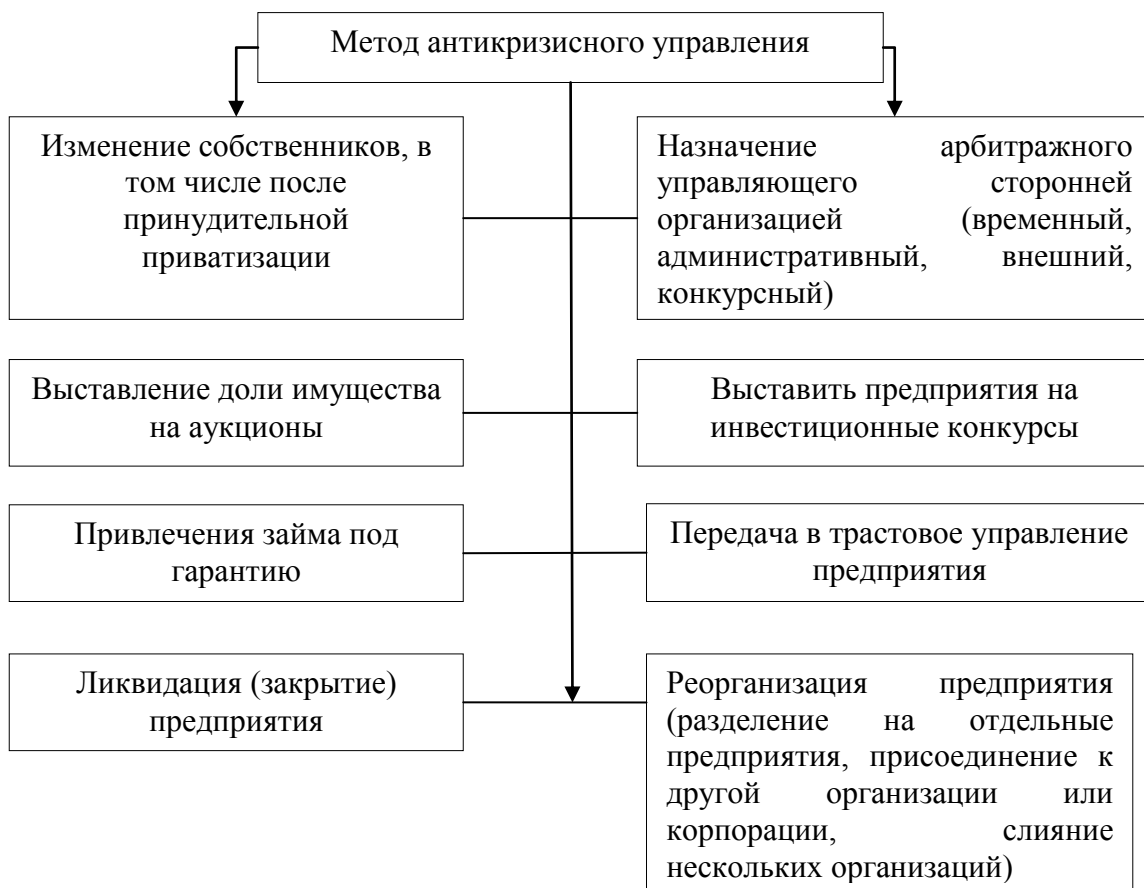 Метод антикризисного управления
Изменение собственников, в
том числе после
принудительной
приватизации
Назначение арбитражного
управляющего сторонней
организацией (временный,
административный, внешний,
конкурсный)
Выставление доли имущества
на аукционы
Выставить предприятия на
инвестиционные конкурсы
Привлечения займа под
гарантию
Передача в трастовое управление
предприятия
Ликвидация (закрытие)
предприятия
Реорганизация предприятия
(разделение на отдельные
предприятия, присоединение к
другой организации или
корпорации, слияние
нескольких организаций)